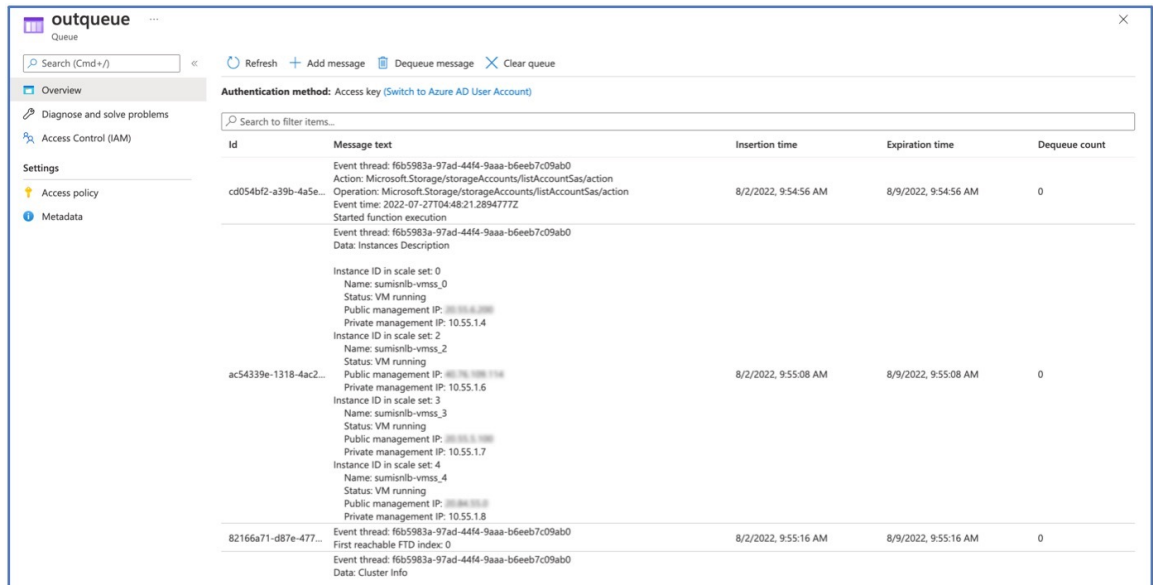 outqueue ...
Queue
Search (Cmd+/) «
Overview
Diagnose and solve problems
Access Control (IAM)
Settings
Access policy
Metadata
Refresh Add message Dequeue message Clear queue
Authentication method: Access key (Switch to Azure AD User Account)
Search to filter items...
Id Message text Insertion time Expiration time Dequeue count
Event thread: f6b5983a-97ad-44f4-9aaa-b6eeb7c09ab0
Action: Microsoft.Storage/storageAccounts/listAccountSas/action
cd054bf2-a39b-4a5e... Operation: Microsoft.Storage/storageAccounts/listAccountSas/action 8/2/2022, 9:54:56 AM 8/9/2022, 9:54:56 AM 0
Event time: 2022-07-27T04:48:21.2894777Z
Started function execution
Event thread: f6b5983a-97ad-44f4-9aaa-b6eeb7c09ab0
Data: Instances Description
Instance ID in scale set: 0
Name: sumisnlb-vmss_0
Status: VM running
Public management IP:
Private management IP: 10.55.1.4
Instance ID in scale set: 2
Name: sumisnlb-vmss_2
Status: VM running
ac54339e-1318-4ac2... Public management IP: 8/2/2022, 9:55:08 AM 8/9/2022, 9:55:08 AM 0
Private management IP: 10.55.1.6
Instance ID in scale set: 3
Name: sumisnlb-vmss_3
Status: VM running
Public management IP:
Private management IP: 10.55.1.7
Instance ID in scale set: 4
Name: sumisnlb-vmss_4
Status: VM running
Public management IP:
Private management IP: 10.55.1.8
Event thread: f6b5983a-97ad-44f4-9aaa-b6eeb7c09ab0
82166a71-d87e-477... First reachable FTD index: 0 8/2/2022, 9:55:16 AM 8/9/2022, 9:55:16 AM 0
Event thread: f6b5983a-97ad-44f4-9aaa-b6eeb7c09ab0
Data: Cluster Info